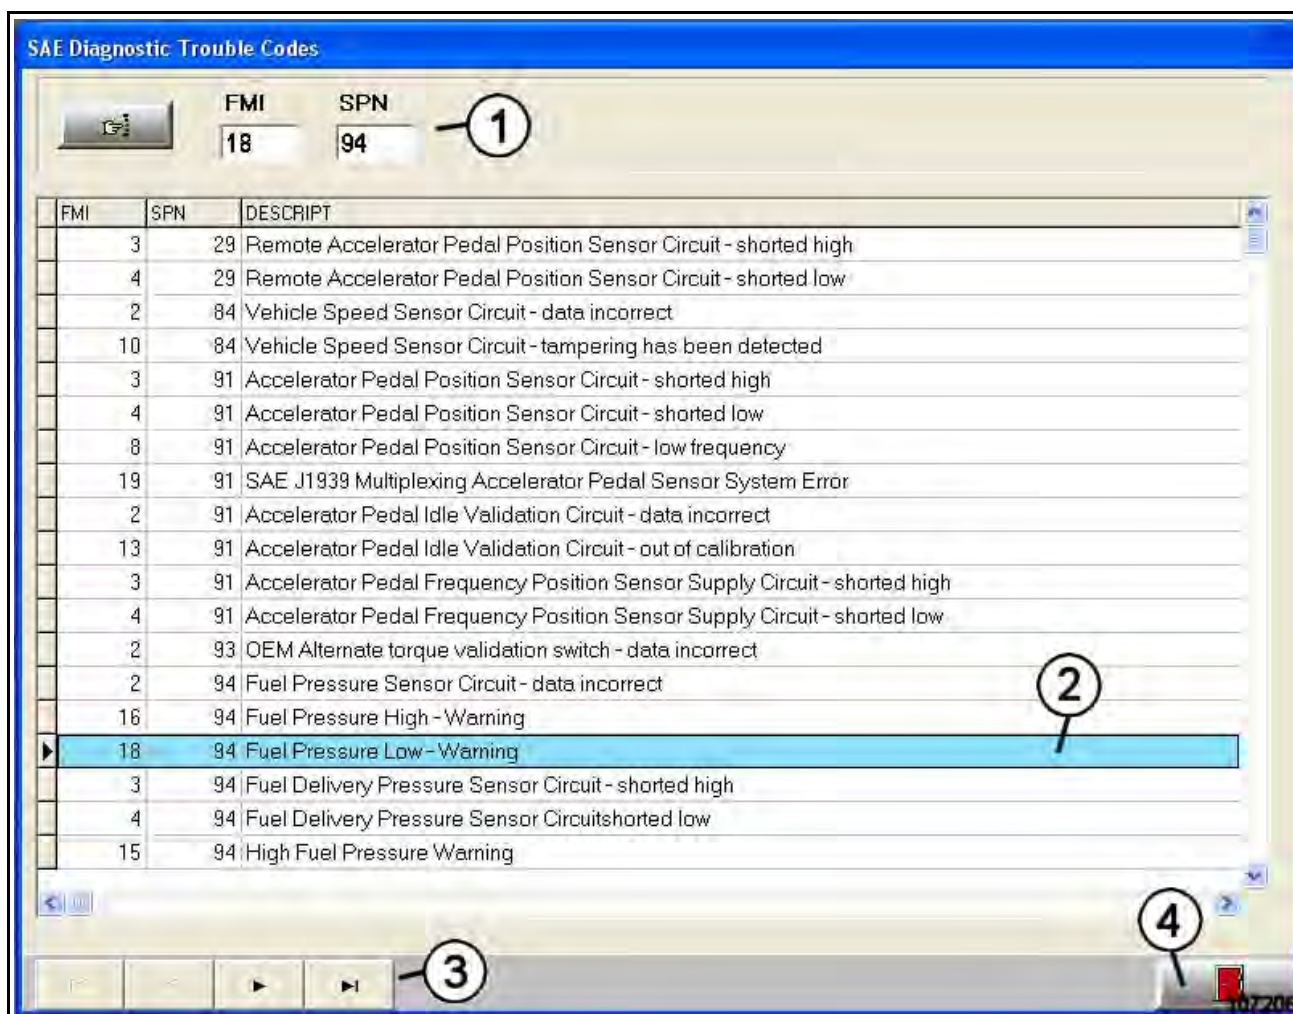 SAE Diagnostic Trouble Codes
FMI SPN
18 94 1
FMI SPN DESCRIPT
3 29 Remote Accelerator Pedal Position Sensor Circuit - shorted high
4 29 Remote Accelerator Pedal Position Sensor Circuit - shorted low
2 84 Vehicle Speed Sensor Circuit - data incorrect
10 84 Vehicle Speed Sensor Circuit - tampering has been detected
3 91 Accelerator Pedal Position Sensor Circuit - shorted high
4 91 Accelerator Pedal Position Sensor Circuit - shorted low
8 91 Accelerator Pedal Position Sensor Circuit - low frequency
19 91 SAE J1939 Multiplexing Accelerator Pedal Sensor System Error
2 91 Accelerator Pedal Idle Validation Circuit - data incorrect
13 91 Accelerator Pedal Idle Validation Circuit - out of calibration
3 91 Accelerator Pedal Frequency Position Sensor Supply Circuit - shorted high
4 91 Accelerator Pedal Frequency Position Sensor Supply Circuit - shorted low
2 93 OEM Alternate torque validation switch - data incorrect
2 94 Fuel Pressure Sensor Circuit - data incorrect
2
16 94 Fuel Pressure High - Warning
18 94 Fuel Pressure Low - Warning
3 94 Fuel Delivery Pressure Sensor Circuit - shorted high
4 94 Fuel Delivery Pressure Sensor Circuitshorted low
15 94 High Fuel Pressure Warning
4
3
107206